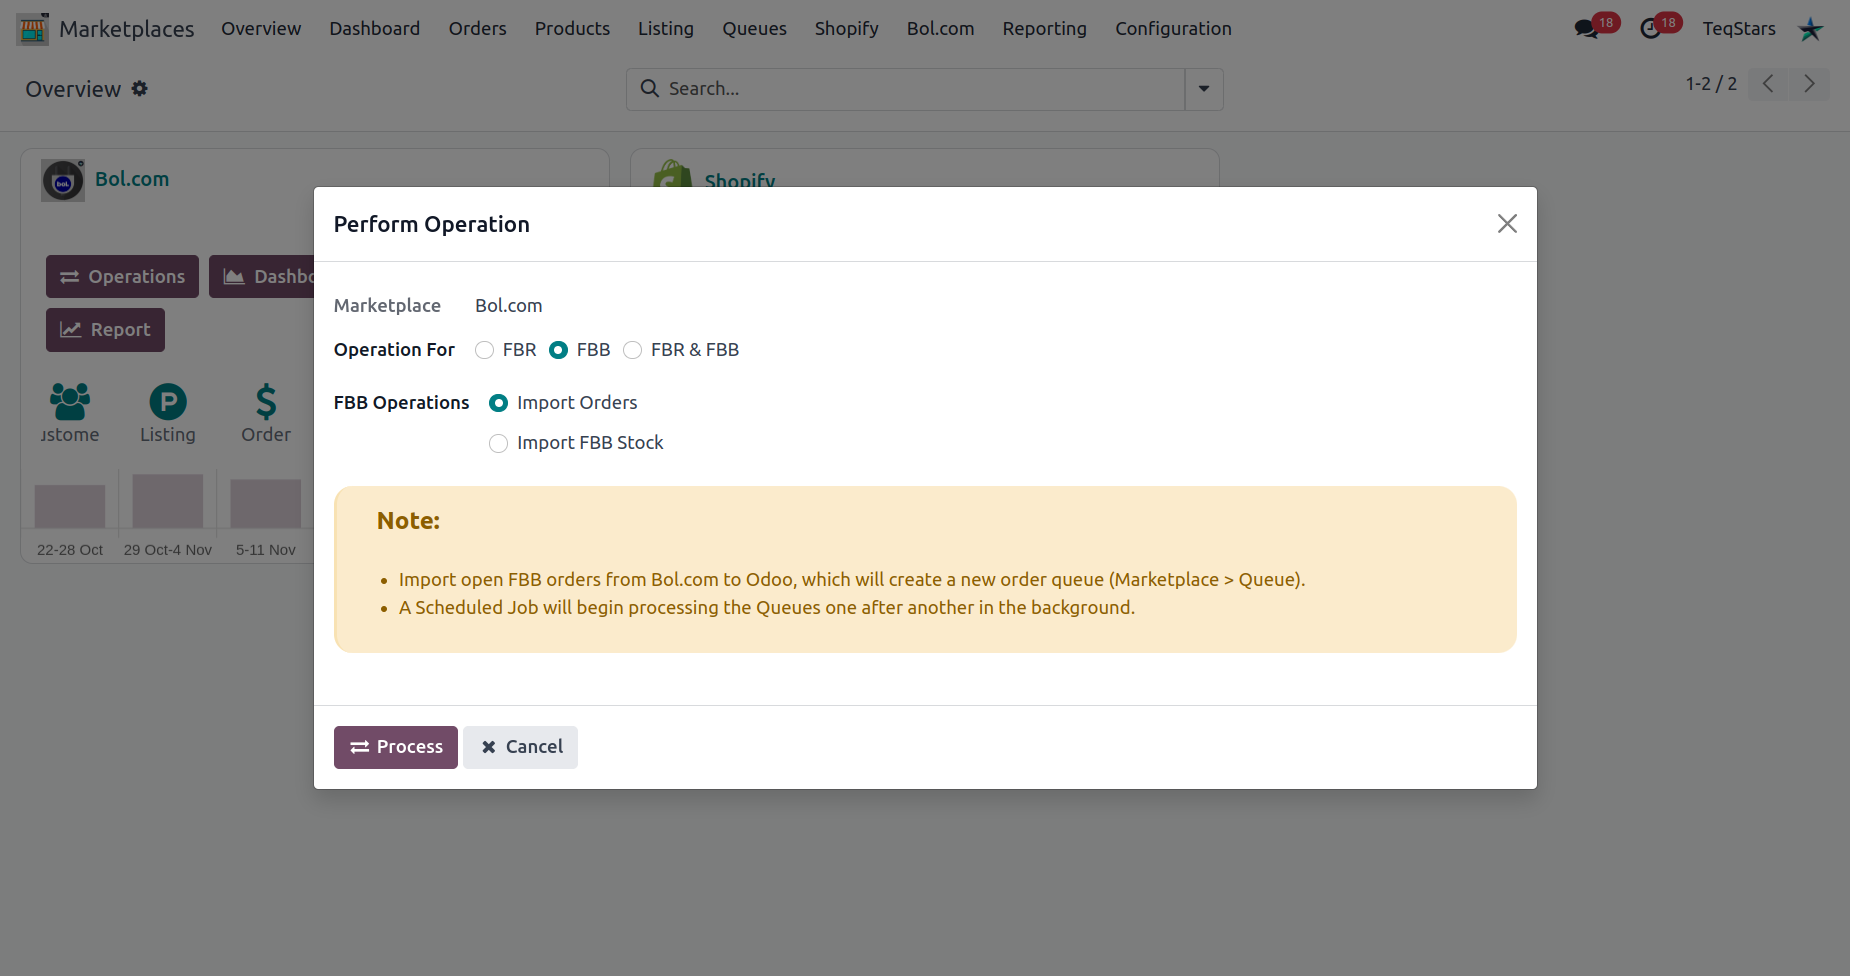 Marketplaces Overview Dashboard Orders Products Listing Queues Shopify Bol.com Reporting Configuration 18 18 TeqStars
Overview Search... 1-2 / 2
Bol.com Shopify
Perform Operation
Operations Dashbo
Report
Marketplace Bol.com
Operation For FBR FBB FBR & FBB
FBB Operations Import Orders
Import FBB Stock
ustome Listing Order
Note:
Import open FBB orders from Bol.com to Odoo, which will create a new order queue (Marketplace > Queue).
A Scheduled Job will begin processing the Queues one after another in the background.
22-28 Oct 29 Oct-4 Nov 5-11 Nov
Process Cancel